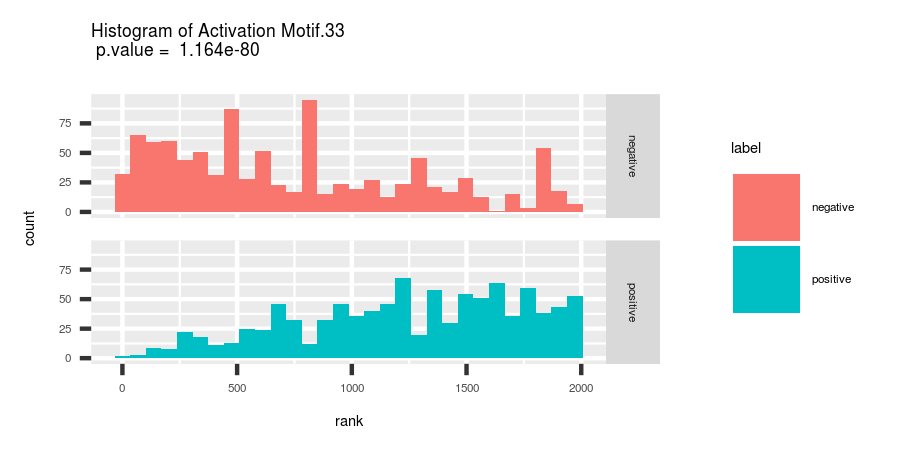 Histogram of Activation Motif.33
p.value = 1.164e-80
count
75
50
25
0
negative
75
50
25
0
positive
0 500 1000 1500 2000
rank
label
negative
positive